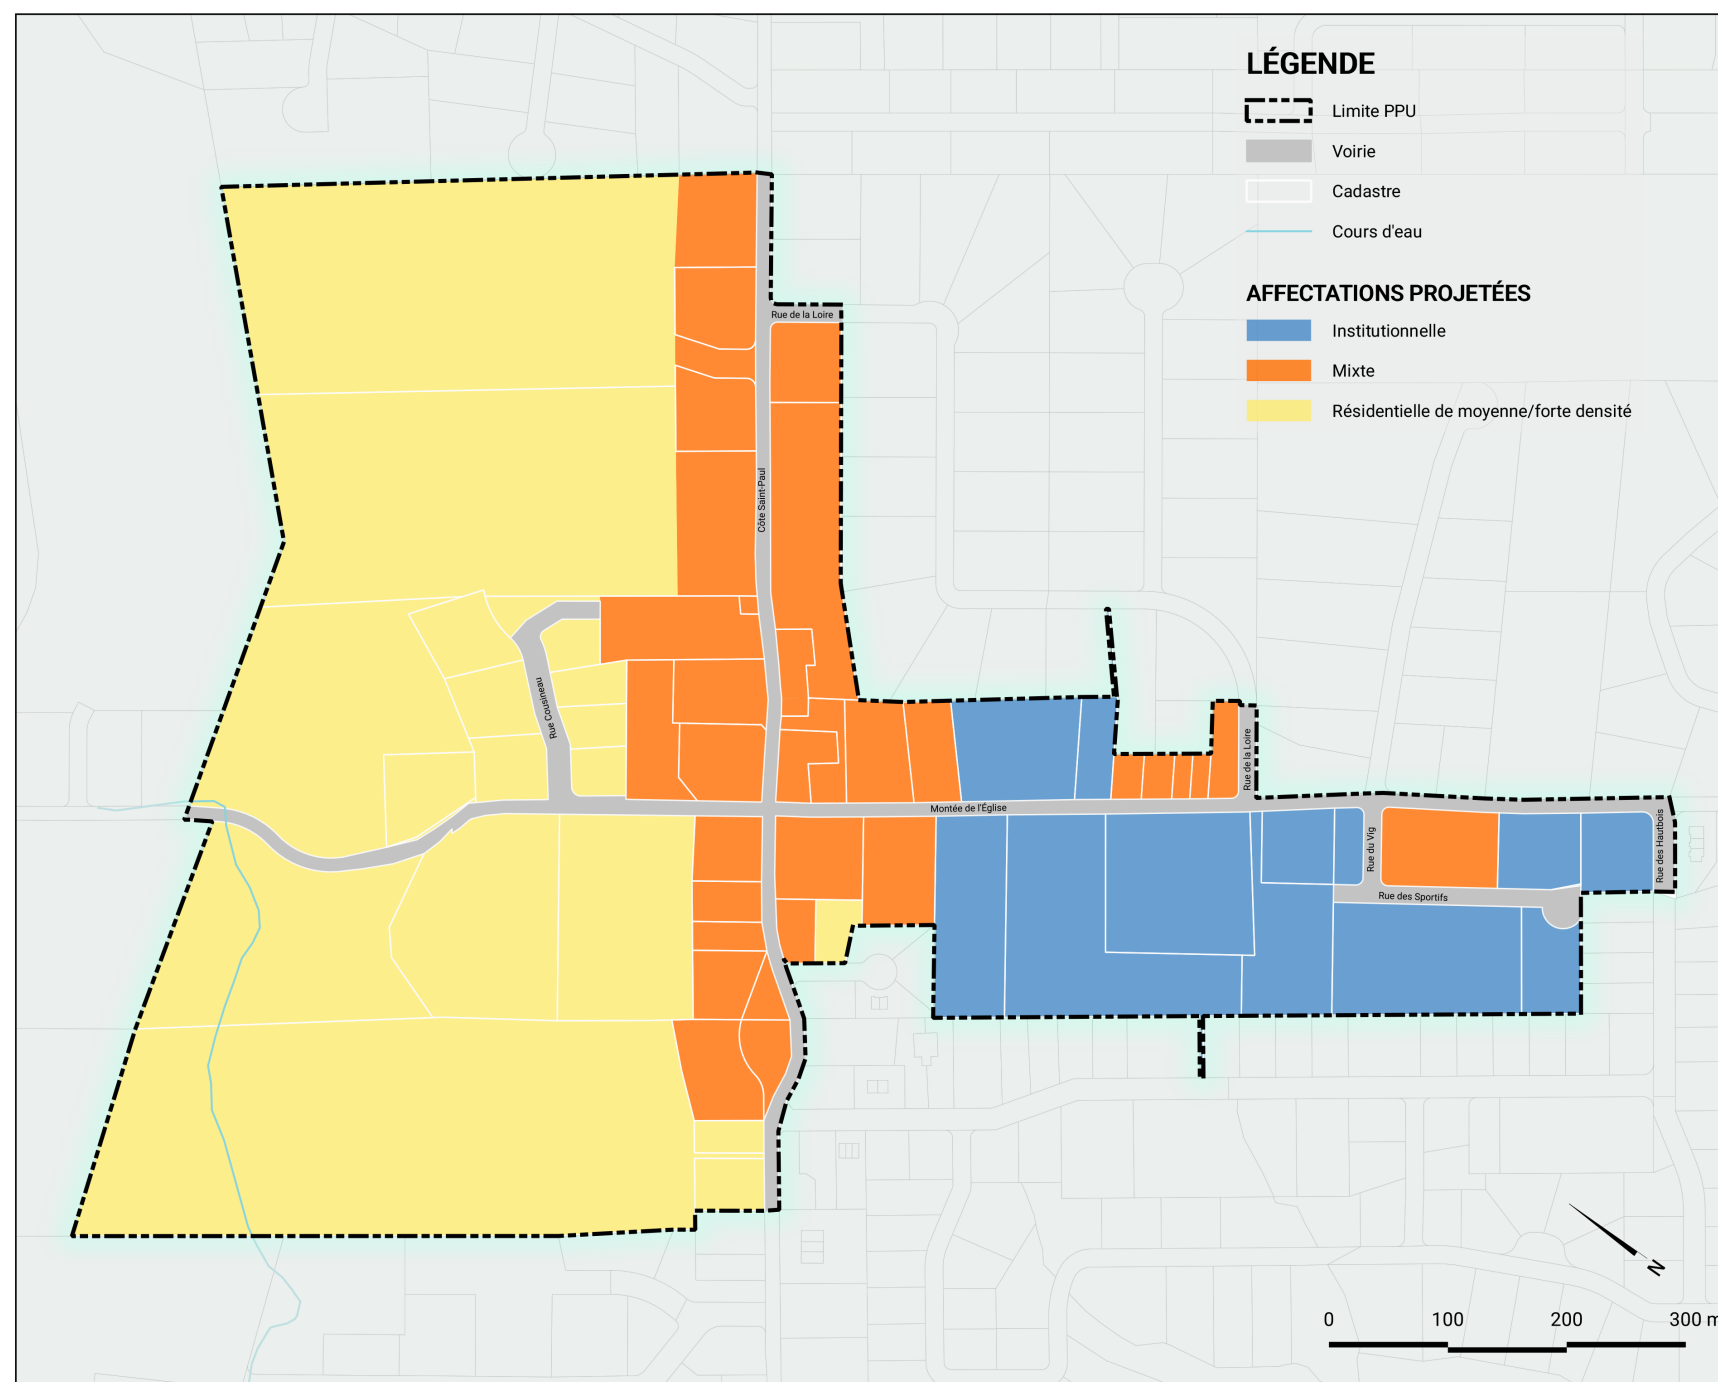 LÉGENDE
Limite PPU
Voirie
Cadastre
Cours d'eau
AFFECTATIONS PROJETÉES
Institutionnelle
Mixte
Résidentielle de moyenne/forte densité
Rue de la Loire
Côte Saint-Paul
Rue Cousineau
Rue de la Loire
Montée de l'Église
Rue du Vig
Rue des Hautbois
Rue des Sportifs
N
0 100 200 300 m